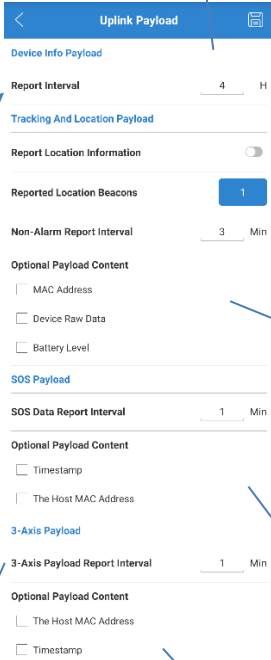 Uplink Payload
Device Info Payload
Report Interval 4 H
Tracking And Location Payload
Report Location Information
Reported Location Beacons 1
Non-Alarm Report Interval 3 Min
Optional Payload Content
MAC Address
Device Raw Data
Battery Level
SOS Payload
SOS Data Report Interval 1 Min
Optional Payload Content
Timestamp
The Host MAC Address
3-Axis Payload
3-Axis Payload Report Interval 1 Min
Optional Payload Content
The Host MAC Address
Timestamp